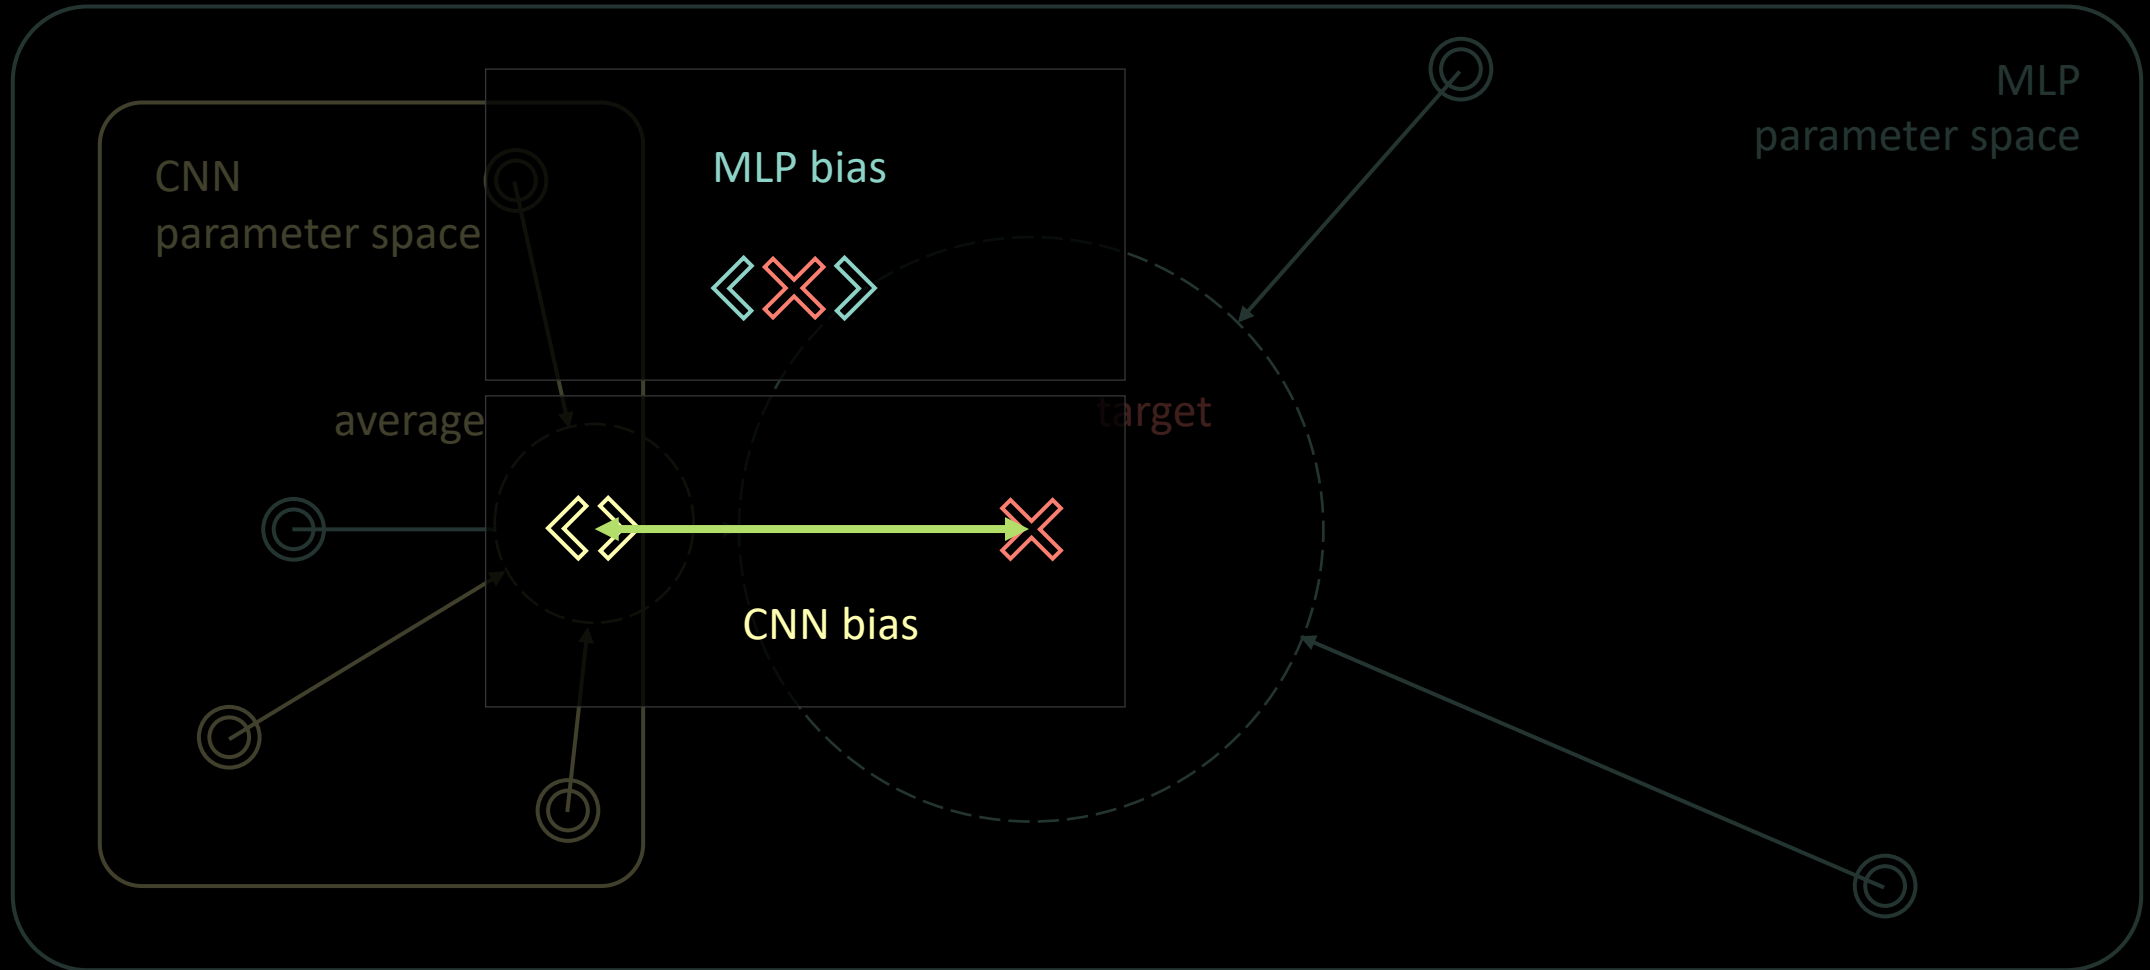 MLP
parameter space
CNN
parameter space
MLP bias
average
target
CNN bias